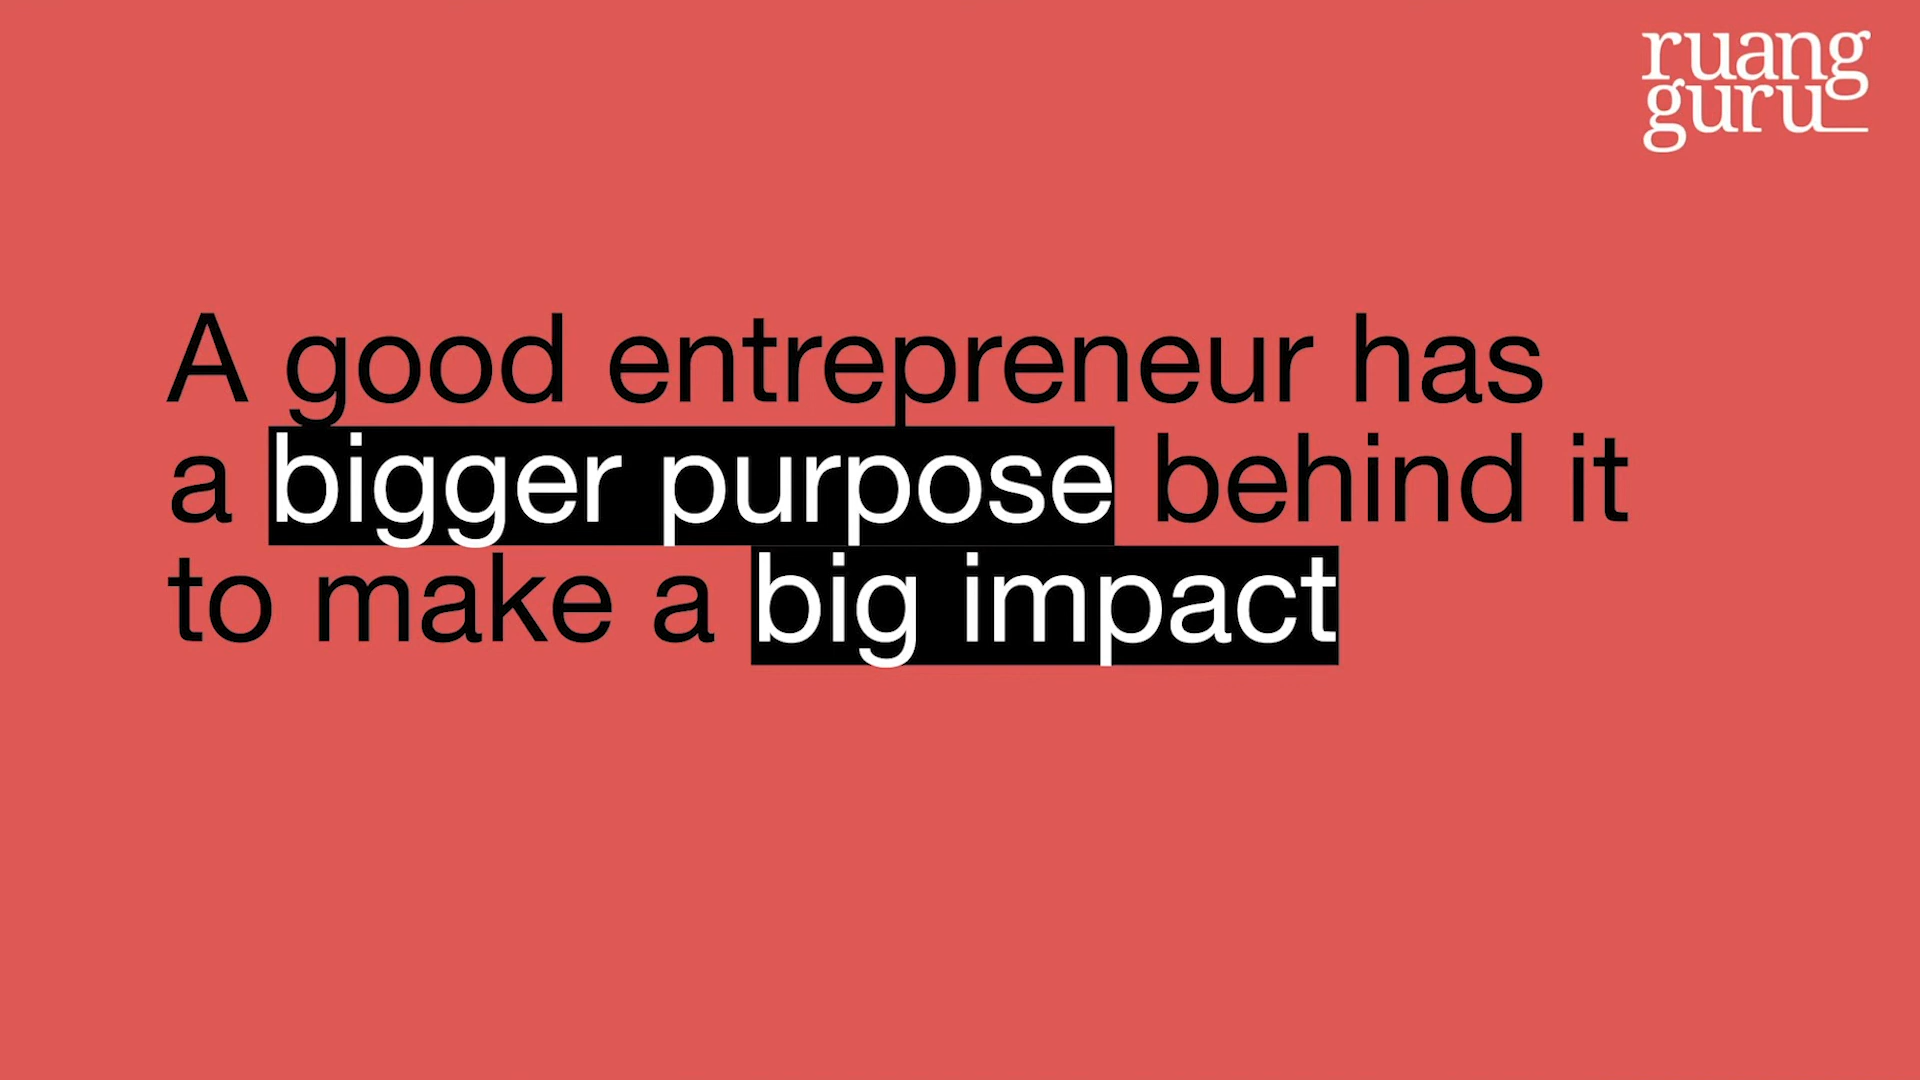 ruang
guru
A good entrepreneur has
a bigger purpose behind it
to make a big impact